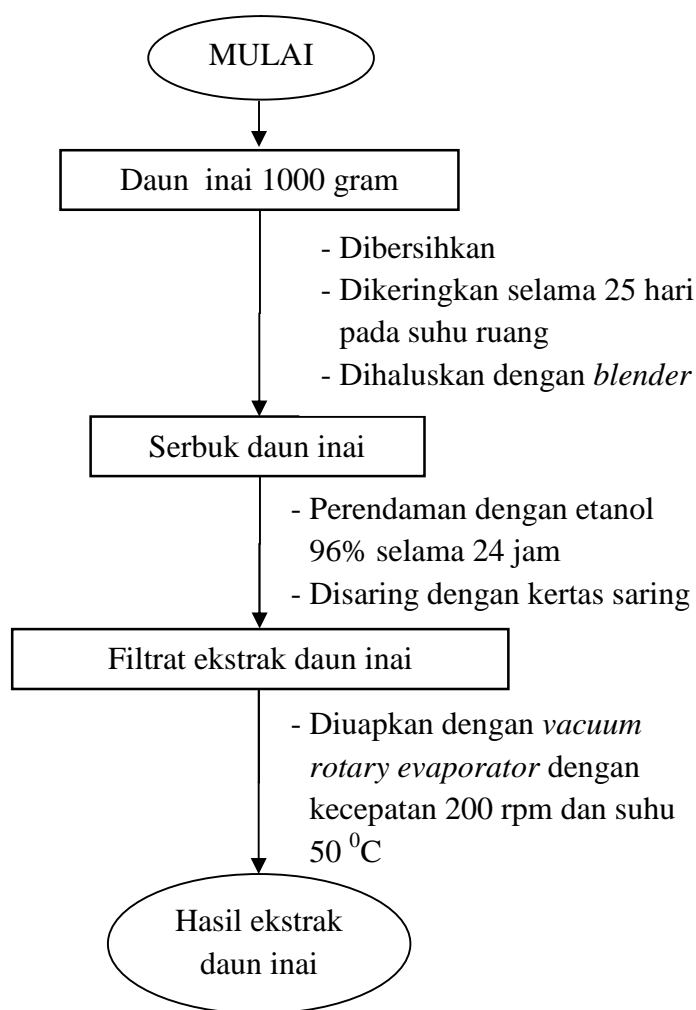 MULAI
Daun inai 1000 gram
- Dibersihkan
- Dikeringkan selama 25 hari
pada suhu ruang
- Dihaluskan dengan blender
Serbuk daun inai
- Perendaman dengan etanol
96% selama 24 jam
- Disaring dengan kertas saring
Filtrat ekstrak daun inai
- Diuapkan dengan vacuum
rotary evaporator dengan
kecepatan 200 rpm dan suhu
50 ⁰C
Hasil ekstrak
daun inai